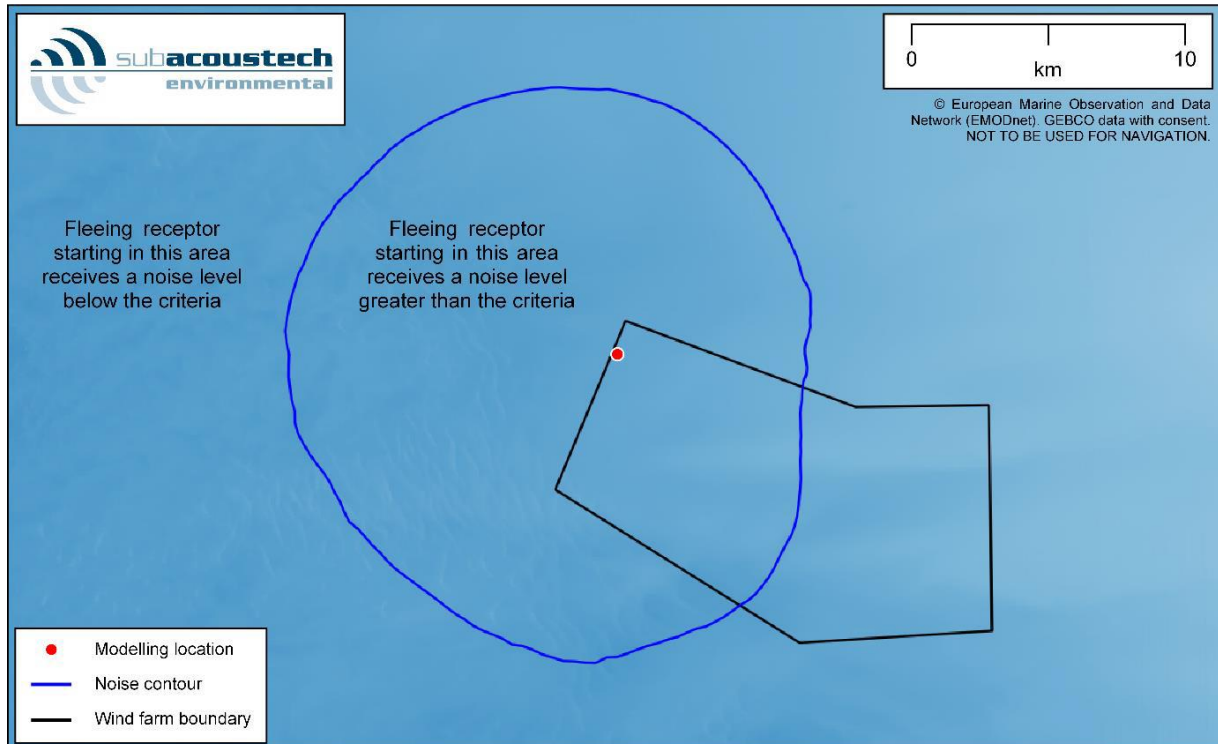 subacoustech
environmental
0 10
km
© European Marine Observation and Data
Network (EMODnet). GEBCO data with consent.
NOT TO BE USED FOR NAVIGATION.
Fleeing receptor
starting in this area
receives a noise level
below the criteria
Fleeing receptor
starting in this area
receives a noise level
greater than the criteria
Modelling location
Noise contour
Wind farm boundary